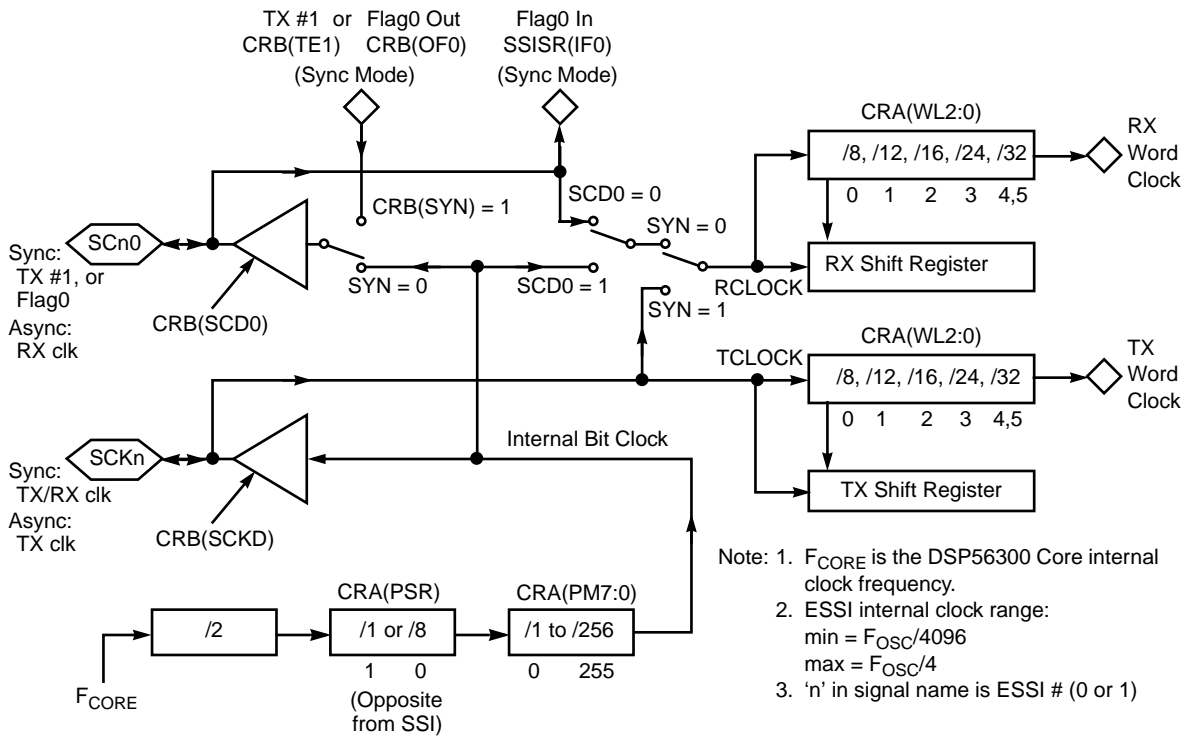 TX #1 or Flag0 Out
CRB(TE1) CRB(OF0)
(Sync Mode)
Flag0 In
SSISR(IF0)
(Sync Mode)
CRA(WL2:0)
/8, /12, /16, /24, /32
0 1 2 3 4,5
RX
Word
Clock
SCD0 = 0
CRB(SYN) = 1
SYN = 0
SCn0
Sync:
TX #1, or
Flag0
Async:
RX clk
CRB(SCD0)
SYN = 0
SCD0 = 1
RCLOCK
RX Shift Register
SYN = 1
TCLOCK
CRA(WL2:0)
/8, /12, /16, /24, /32
0 1 2 3 4,5
TX
Word
Clock
Internal Bit Clock
SCKn
Sync:
TX/RX clk
Async:
TX clk
CRB(SCKD)
TX Shift Register
CRA(PSR)
CRA(PM7:0)
/2
/1 or /8
/1 to /256
1 0
0 255
FCORE
(Opposite
from SSI)
Note: 1. FCORE is the DSP56300 Core internal
clock frequency.
2. ESSI internal clock range:
min = FOSC/4096
max = FOSC/4
3. ‘n’ in signal name is ESSI # (0 or 1)